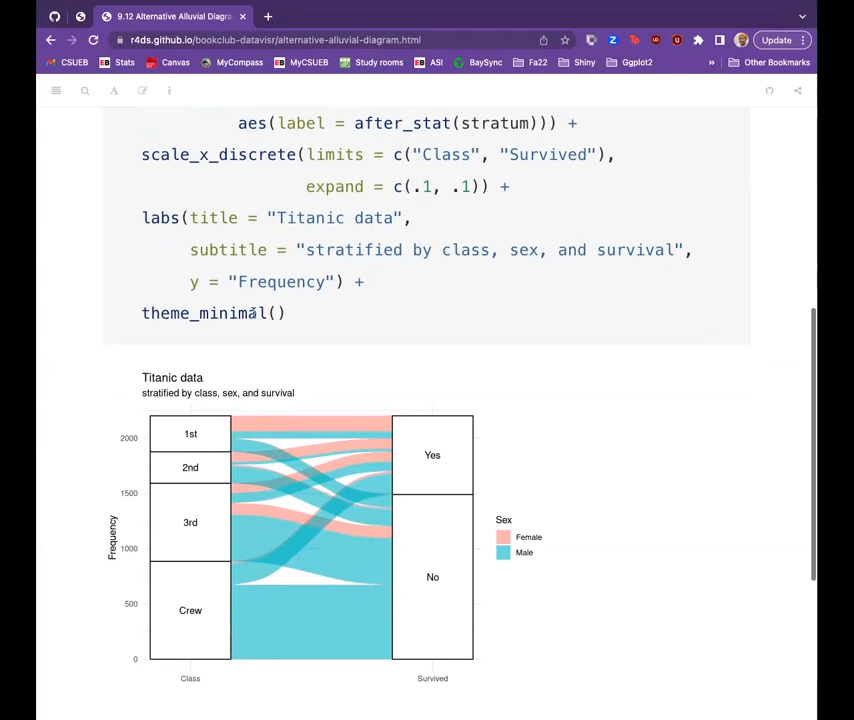 9.12 Alternative Alluvial Diagra
r4ds.github.io/bookclub-datavisr/alternative-alluvial-diagram.html
Update
CSUEB Stats Canvas MyCompass MyCSUEB Study rooms ASI BaySync Fa22 Shiny Ggplot2 » Other Bookmarks
aes(label = after_stat(stratum))) +
scale_x_discrete(limits = c("Class", "Survived"),
expand = c(.1, .1)) +
labs(title = "Titanic data",
subtitle = "stratified by class, sex, and survival",
y = "Frequency") +
theme_minimal()
Titanic data
stratified by class, sex, and survival
Frequency
2000
1500
1000
500
0
1st
2nd
3rd
Crew
Yes
No
Class
Survived
Sex
Female
Male